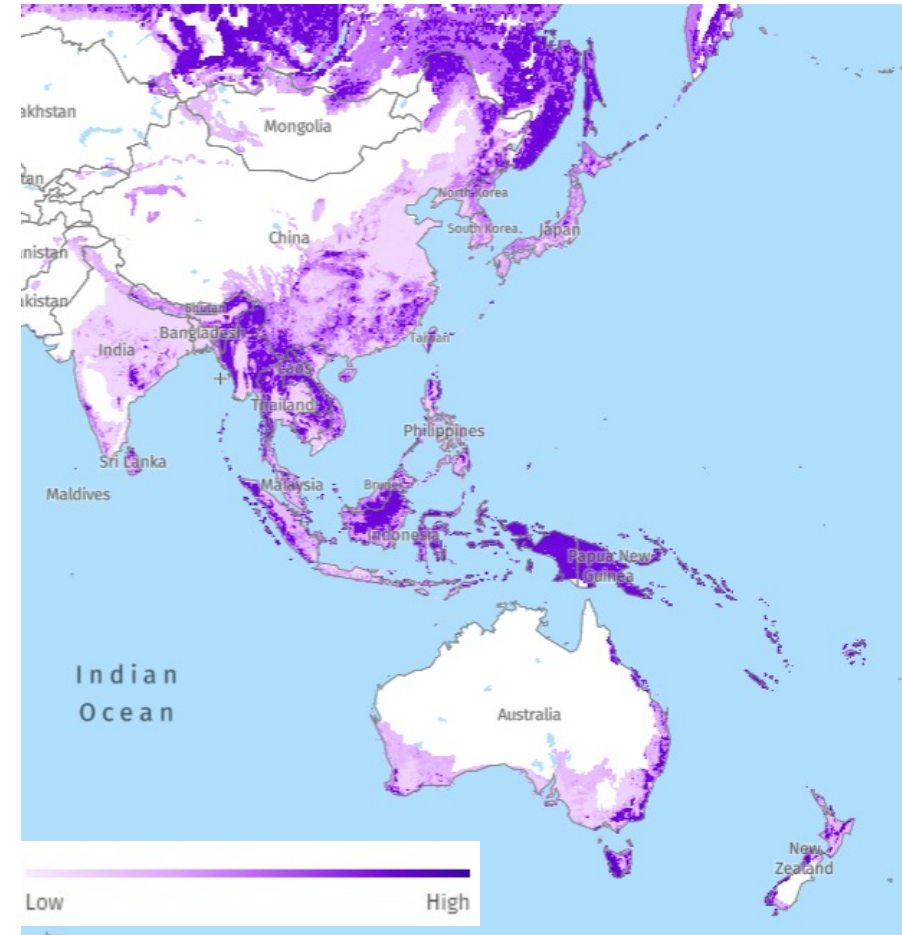 akhstan
Mongolia
tan
North Korea
South Korea
Japan
China
nistan
akistan
Bhutan
Bangladesh
India
Taiwan
Laos
Thailand
Philippines
Sri Lanka
Malaysia
Brunei
Maldives
Indonesia
Papua New
Guinea
Indian
Ocean
Australia
New
Zealand
Low
High